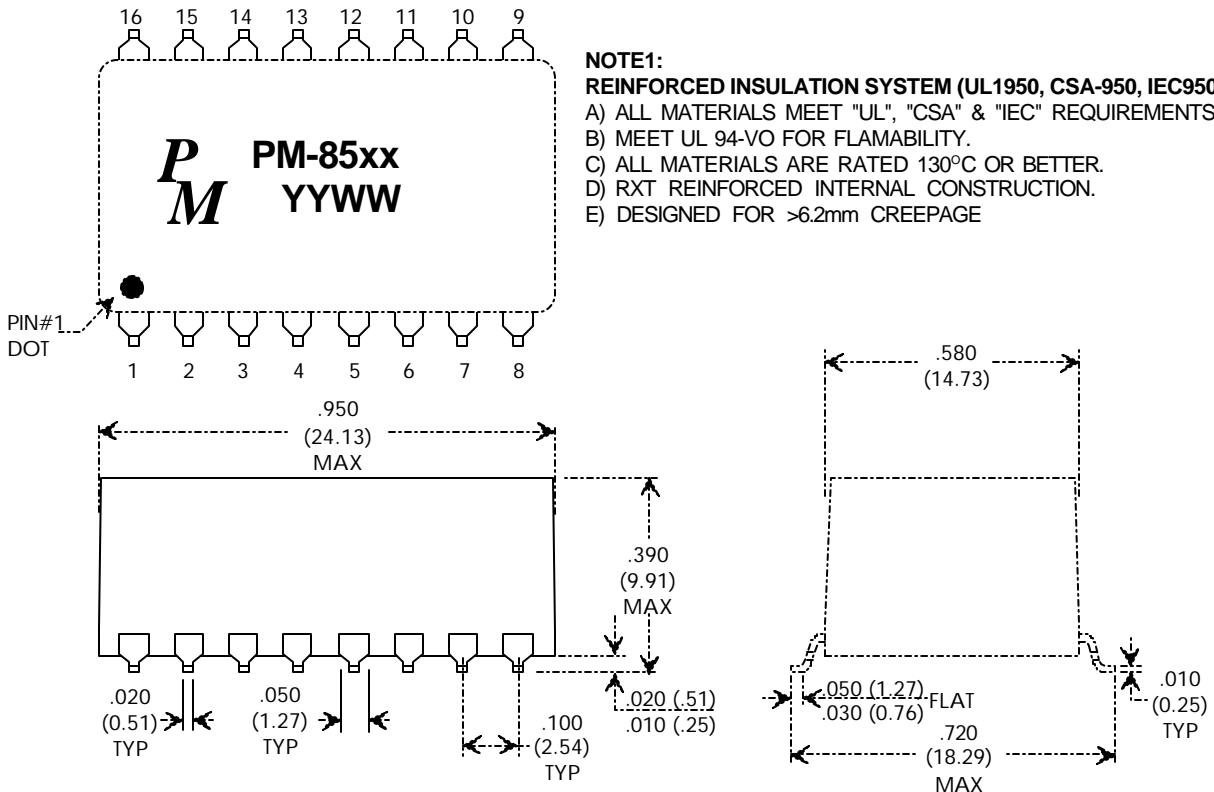 16 15 14 13 12 11 10 9
PM
PM-85xx
YYWW
PIN#1
DOT
1 2 3 4 5 6 7 8
NOTE1:
REINFORCED INSULATION SYSTEM (UL1950, CSA-950, IEC950
A) ALL MATERIALS MEET "UL", "CSA" & "IEC" REQUIREMENTS
B) MEET UL 94-VO FOR FLAMABILITY.
C) ALL MATERIALS ARE RATED 130°C OR BETTER.
D) RXT REINFORCED INTERNAL CONSTRUCTION.
E) DESIGNED FOR >6.2mm CREEPAGE
.950
(24.13)
MAX
.390
(9.91)
MAX
.020
(0.51)
TYP
.050
(1.27)
TYP
.100
(2.54)
TYP
.020 (.51)
.010 (.25)
.580
(14.73)
.050 (1.27)
.030 (0.76)
FLAT
.720
(18.29)
MAX
.010
(0.25)
TYP